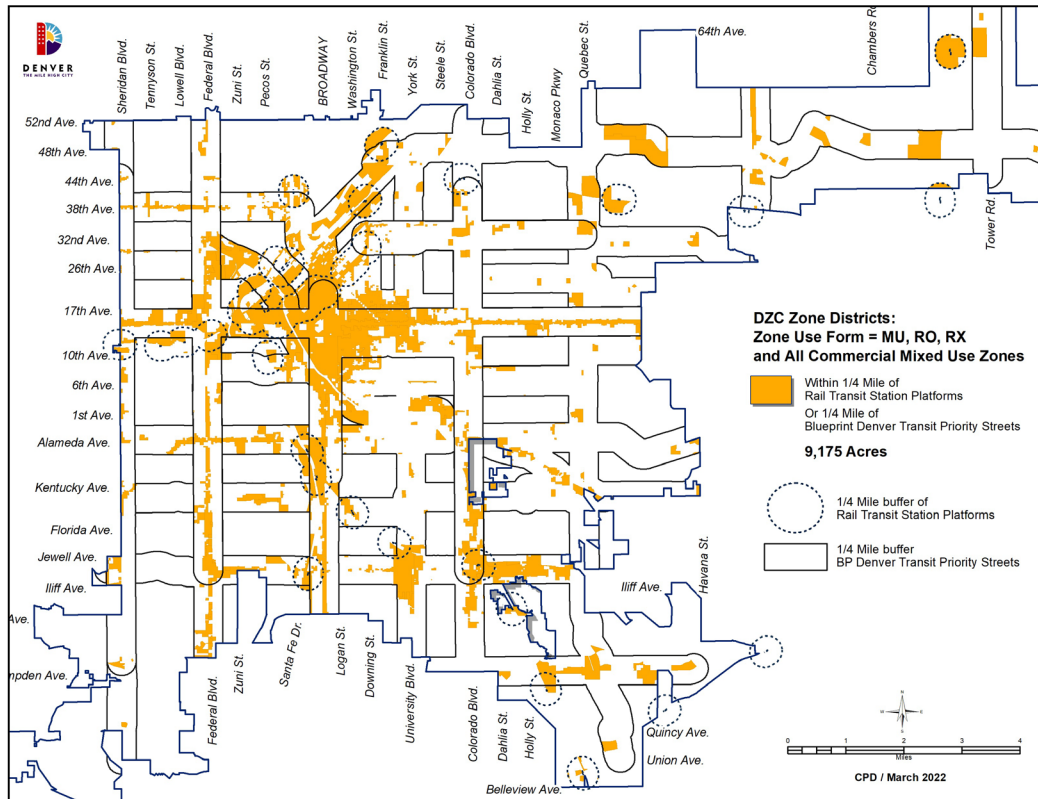 DENVER
THE MILE HIGH CITY
Sheridan Blvd.
Tennyson St.
Lowell Blvd.
Federal Blvd.
Zuni St.
Pecos St.
BROADWAY
Washington St.
Franklin St.
York St.
Steele St.
Colorado Blvd.
Dahlia St.
Holly St.
Monaco Pkwy
Quebec St.
64th Ave.
Chambers R
52nd Ave.
48th Ave.
44th Ave.
38th Ave.
32nd Ave.
26th Ave.
17th Ave.
10th Ave.
6th Ave.
1st Ave.
Alameda Ave.
Kentucky Ave.
Florida Ave.
Jewell Ave.
Iliff Ave.
Ave.
mpden Ave.
Tower Rd.
DZC Zone Districts:
Zone Use Form = MU, RO, RX
and All Commercial Mixed Use Zones
Within 1/4 Mile of
Rail Transit Station Platforms
Or 1/4 Mile of
Blueprint Denver Transit Priority Streets
9,175 Acres
1/4 Mile buffer of
Rail Transit Station Platforms
1/4 Mile buffer
BP Denver Transit Priority Streets
Iliff Ave.
Havana St.
Federal Blvd.
Zuni St.
Santa Fe Dr.
Logan St.
Downing St.
University Blvd.
Colorado Blvd.
Dahlia St.
Holly St.
Quincy Ave.
Union Ave.
Belleview Ave.
N
W
E
S
0 1 2 3 4
Miles
CPD / March 2022